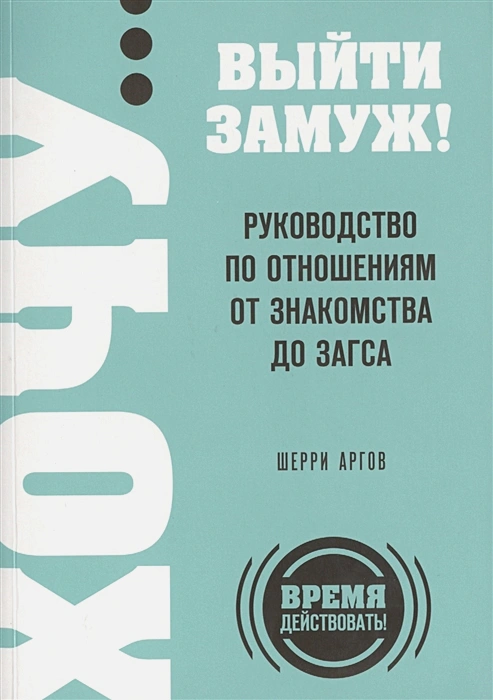 ХОЧУ...
ВЫЙТИ
ЗАМУЖ!
РУКОВОДСТВО
ПО ОТНОШЕНИЯМ
ОТ ЗНАКОМСТВА
ДО ЗАГСА
ШЕРРИ АРГОВ
ВРЕМЯ
ДЕЙСТВОВАТЬ!